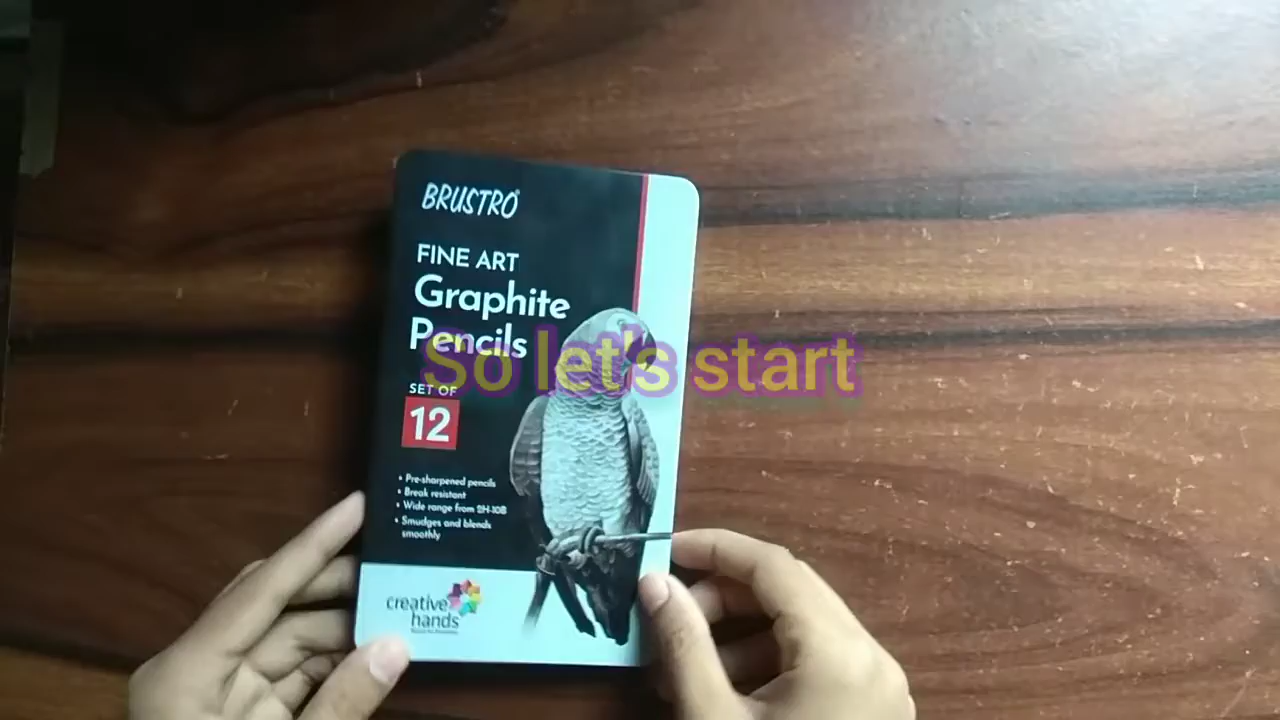 BRUSTRO®
FINE ART
Graphite
Pencils
So let's start
SET OF
12
• Pre-sharpened pencils
• Break resistant
• Wide range from 2H-10B
• Smudges and blends
smoothly
creative
hands